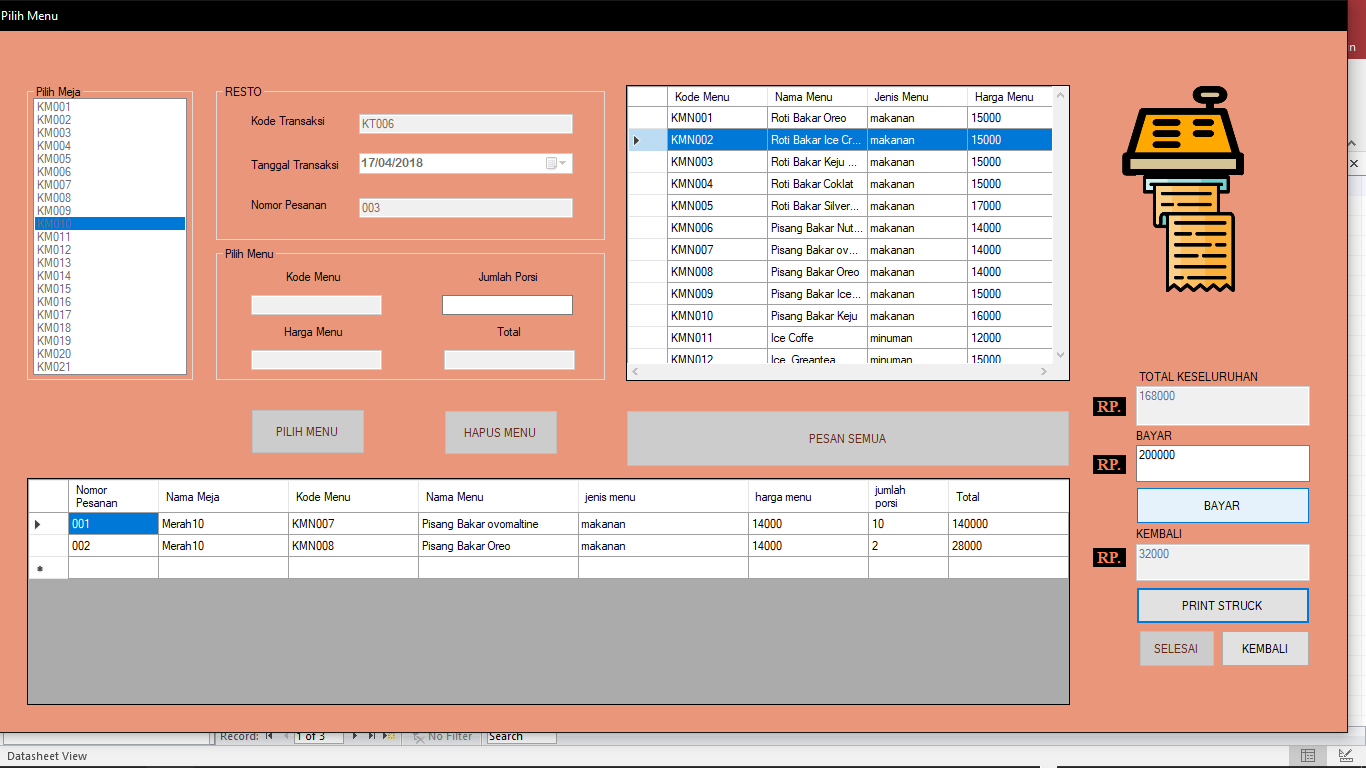 Pilih Menu
n
Pilih Meja
KM001
KM002
KM003
KM004
KM005
KM006
KM007
KM008
KM009
KM010
KM011
KM012
KM013
KM014
KM015
KM016
KM017
KM018
KM019
KM020
KM021
RESTO
Kode Transaksi KT006
Tanggal Transaksi 17/04/2018
Nomor Pesanan 003
Pilih Menu
Kode Menu Jumlah Porsi
Harga Menu Total
Kode Menu Nama Menu Jenis Menu Harga Menu
KMN001 Roti Bakar Oreo makanan 15000
KMN002 Roti Bakar Ice Cr... makanan 15000
KMN003 Roti Bakar Keju ... makanan 15000
KMN004 Roti Bakar Coklat makanan 15000
KMN005 Roti Bakar Silver... makanan 17000
KMN006 Pisang Bakar Nut... makanan 14000
KMN007 Pisang Bakar ov... makanan 14000
KMN008 Pisang Bakar Oreo makanan 14000
KMN009 Pisang Bakar Ice... makanan 15000
KMN010 Pisang Bakar Keju makanan 16000
KMN011 Ice Coffe minuman 12000
KMN012 Ice Greantea minuman 15000
PILIH MENU HAPUS MENU PESAN SEMUA
TOTAL KESELURUHAN
RP. 168000
BAYAR
RP. 200000
BAYAR
KEMBALI
RP. 32000
PRINT STRUCK
SELESAI KEMBALI
Nomor Pesanan Nama Meja Kode Menu Nama Menu jenis menu harga menu jumlah porsi Total
001 Merah10 KMN007 Pisang Bakar ovomaltine makanan 14000 10 140000
002 Merah10 KMN008 Pisang Bakar Oreo makanan 14000 2 28000
Record: 1 of 3 No Filter Search
Datasheet View